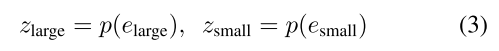 z_large = p(e_large), z_small = p(e_small) (3)